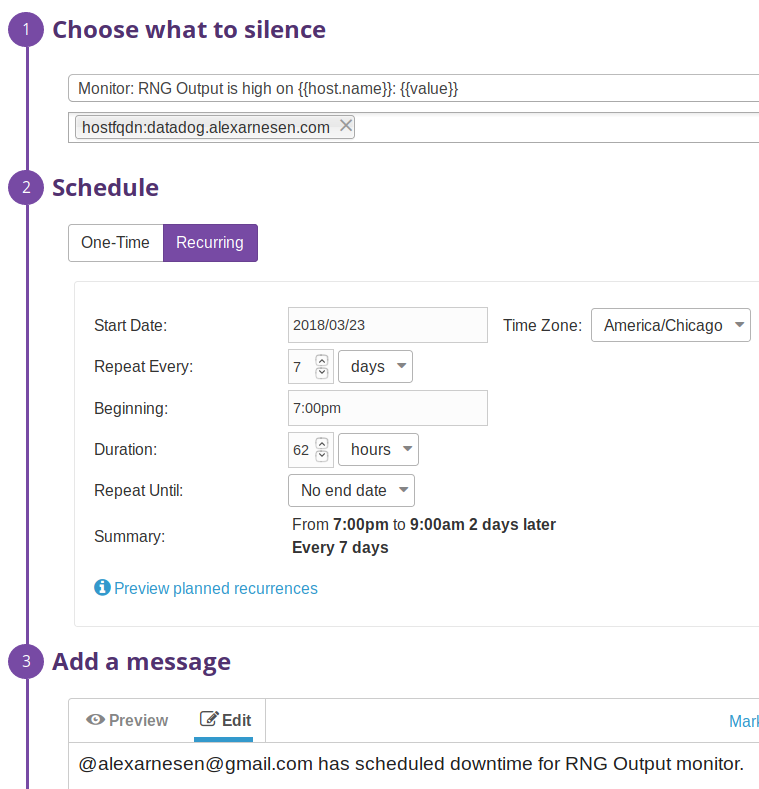 1 Choose what to silence
Monitor: RNG Output is high on {{host.name}}: {{value}}
hostfqdn:datadog.alexarnesen.com
2 Schedule
One-Time Recurring
Start Date: 2018/03/23 Time Zone: America/Chicago
Repeat Every: 7 days
Beginning: 7:00pm
Duration: 62 hours
Repeat Until: No end date
Summary: From 7:00pm to 9:00am 2 days later
Every 7 days
Preview planned recurrences
3 Add a message
Preview Edit
@alexarnesen@gmail.com has scheduled downtime for RNG Output monitor.